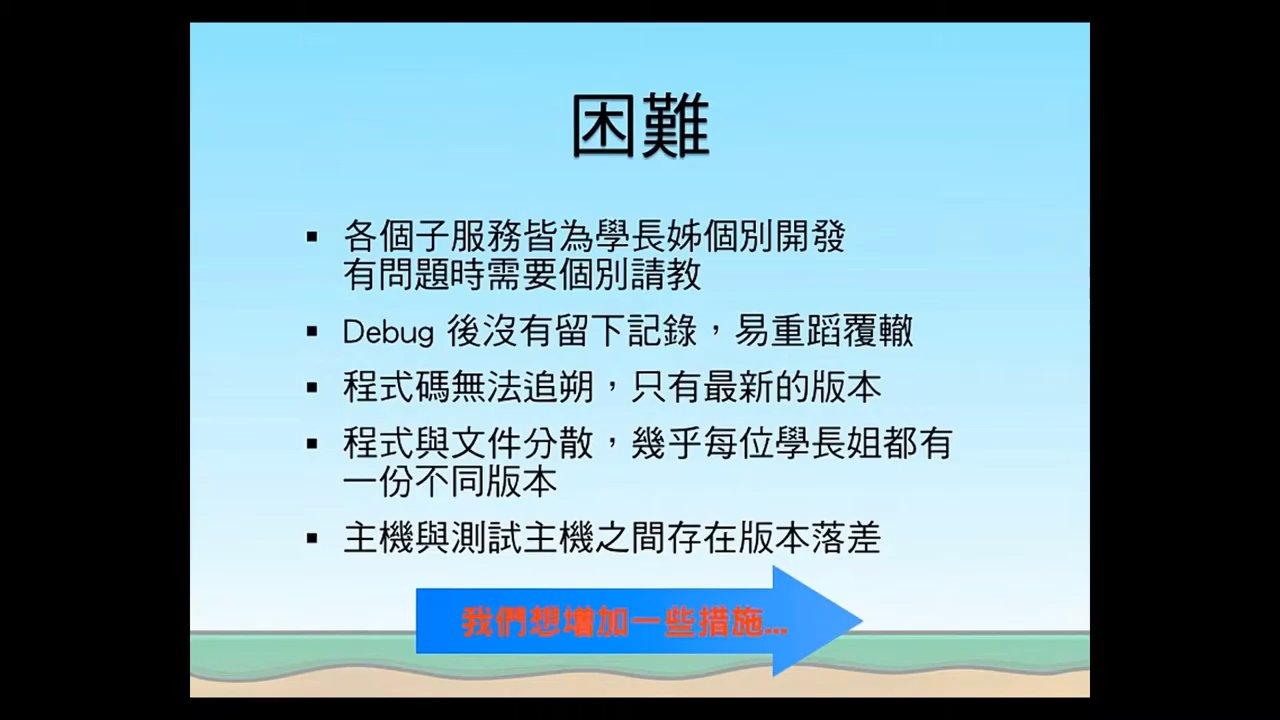 困難
▪ 各個子服務皆為學長姊個別開發
有問題時需要個別請教
▪ Debug 後沒有留下記錄，易重蹈覆轍
▪ 程式碼無法追朔，只有最新的版本
▪ 程式與文件分散，幾乎每位學長姐都有
一份不同版本
▪ 主機與測試主機之間存在版本落差
我們想增加一些措施...